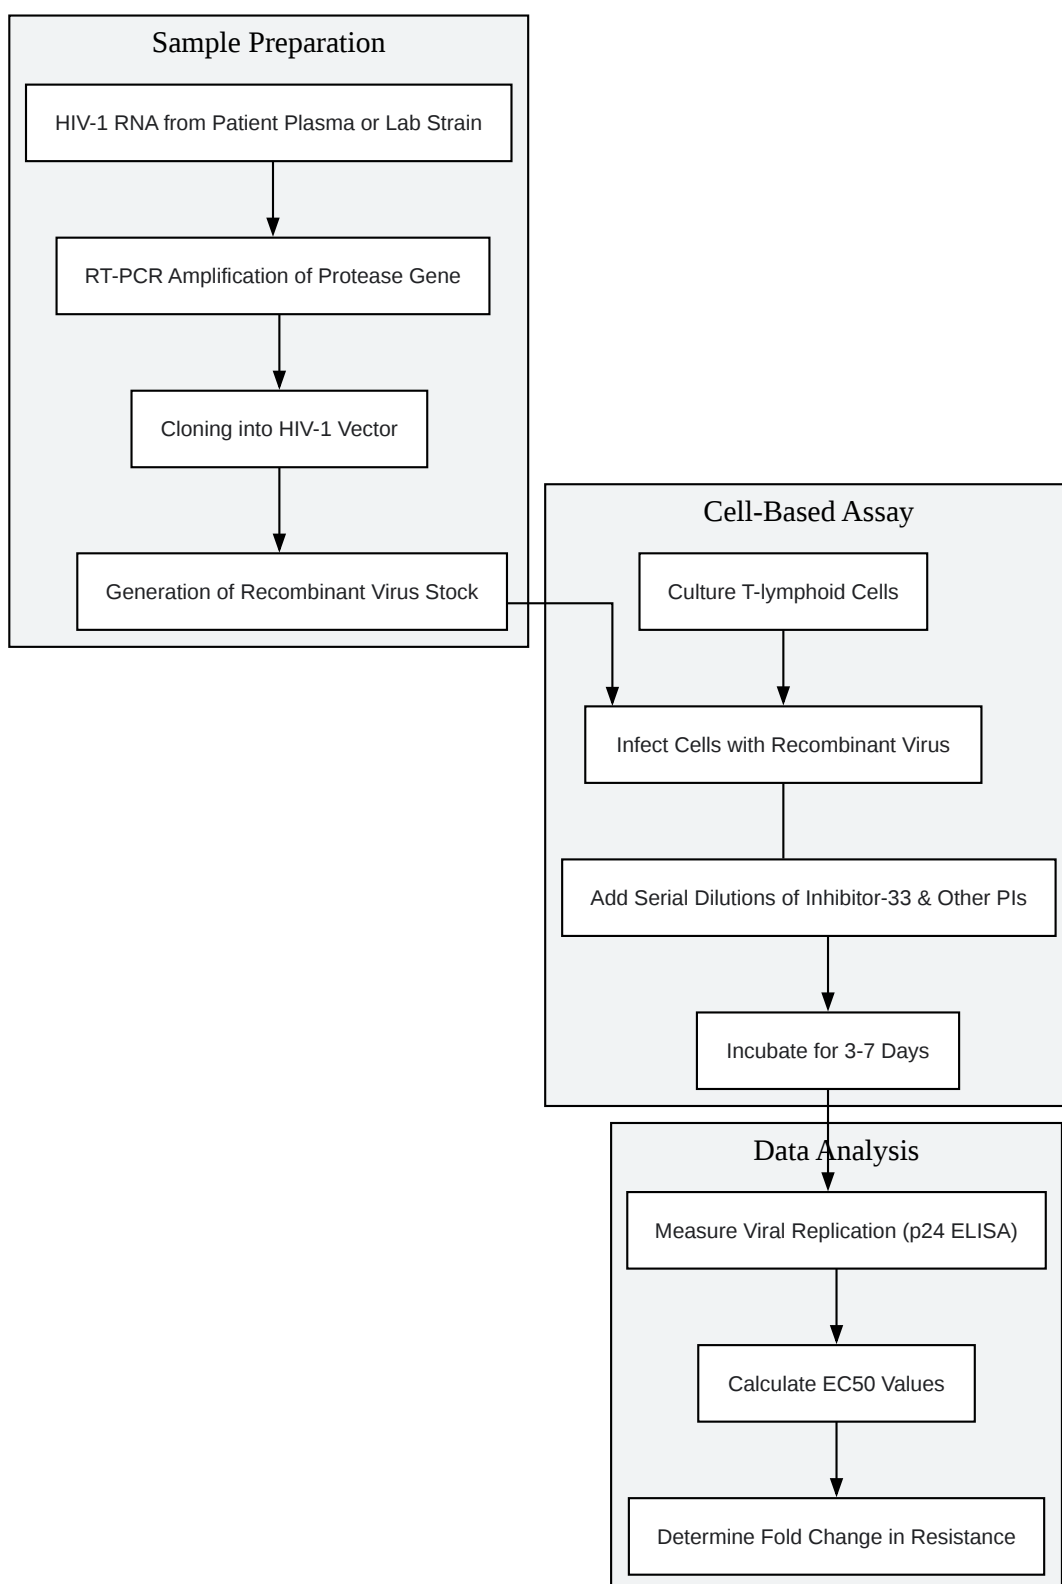 Sample Preparation
HIV-1 RNA from Patient Plasma or Lab Strain
RT-PCR Amplification of Protease Gene
Cloning into HIV-1 Vector
Generation of Recombinant Virus Stock
Cell-Based Assay
Culture T-lymphoid Cells
Infect Cells with Recombinant Virus
Add Serial Dilutions of Inhibitor-33 & Other PIs
Incubate for 3-7 Days
Data Analysis
Measure Viral Replication (p24 ELISA)
Calculate EC50 Values
Determine Fold Change in Resistance